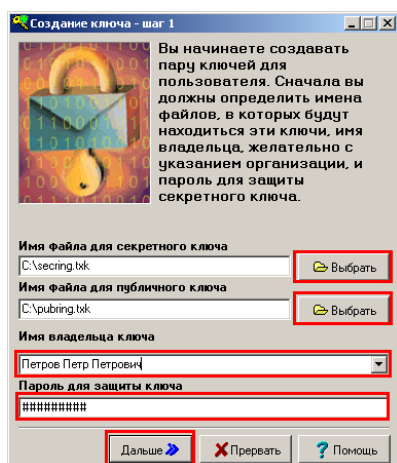 Создание ключа - шаг 1
Вы начинаете создавать
пару ключей для
пользователя. Сначала вы
должны определить имена
файлов, в которых будут
находиться эти ключи, имя
владельца, желательно с
указанием организации, и
пароль для защиты
секретного ключа.
Имя файла для секретного ключа
C:\secring.txk
Выбрать
Имя файла для публичного ключа
C:\pubring.txk
Выбрать
Имя владельца ключа
Петров Петр Петрович
Пароль для защиты ключа
#########
Дальше
Прервать
Помощь